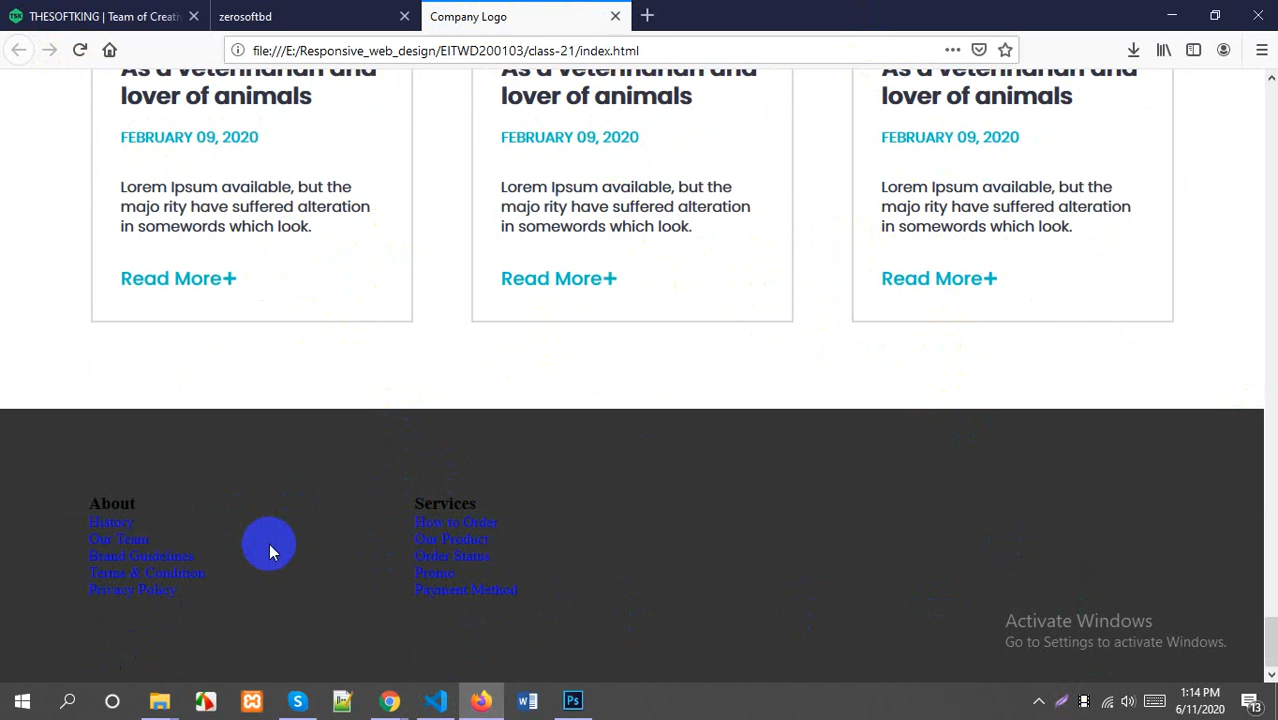 THESOFTKING | Team of Creati
zerosoftbd
Company Logo
file:///E:/Responsive_web_design/EITWD200103/class-21/index.html
As a veterinarian and
lover of animals
FEBRUARY 09, 2020
Lorem Ipsum available, but the
majo rity have suffered alteration
in somewords which look.
Read More+
As a veterinarian and
lover of animals
FEBRUARY 09, 2020
Lorem Ipsum available, but the
majo rity have suffered alteration
in somewords which look.
Read More+
As a veterinarian and
lover of animals
FEBRUARY 09, 2020
Lorem Ipsum available, but the
majo rity have suffered alteration
in somewords which look.
Read More+
About
History
Our Team
Brand Guidelines
Terms & Condition
Privacy Policy
Services
How to Order
Our Product
Order Status
Promo
Payment Mathod
Activate Windows
Go to Settings to activate Windows.
1:14 PM
6/11/2020
13